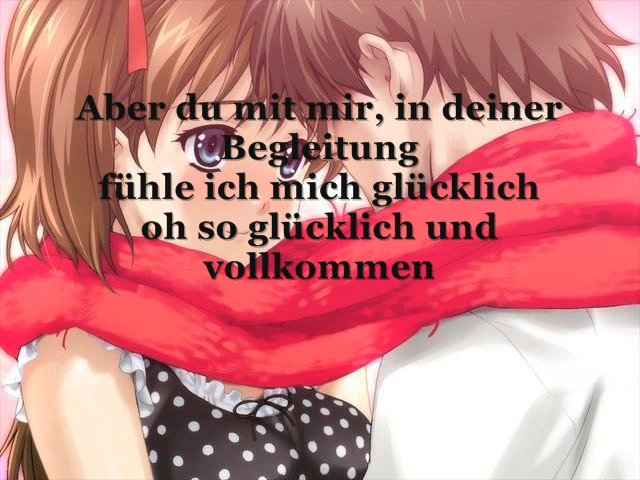 Aber du mit mir, in deiner
Begleitung
fühle ich mich glücklich
oh so glücklich und
vollkommen